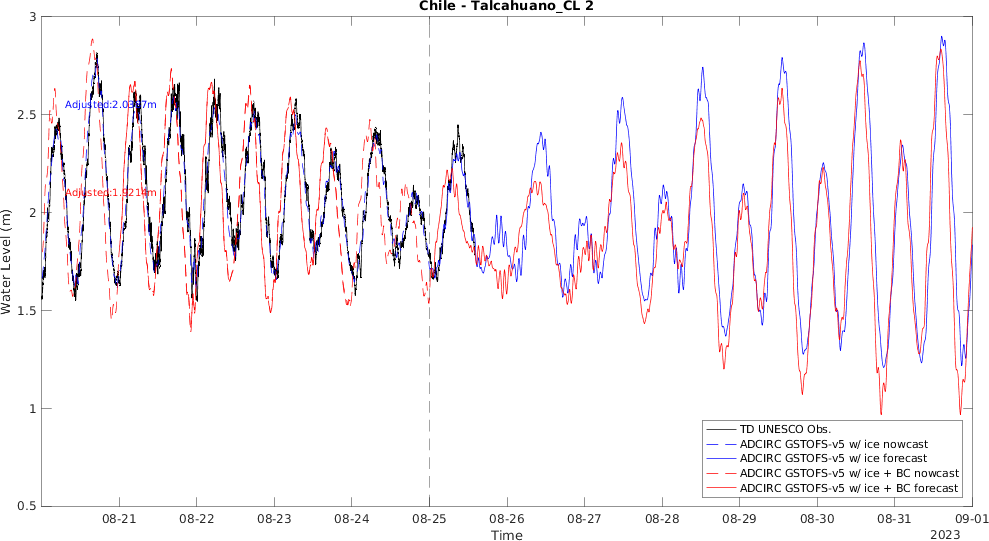 Chile - Talcahuano_CL 2
3
2.5
2
1.5
1
0.5
Water Level (m)
Adjusted:2.0367m
Adjusted:1.9214m
TD UNESCO Obs.
ADCIRC GSTOFS-v5 w/ ice nowcast
ADCIRC GSTOFS-v5 w/ ice forecast
ADCIRC GSTOFS-v5 w/ ice + BC nowcast
ADCIRC GSTOFS-v5 w/ ice + BC forecast
08-21 08-22 08-23 08-24 08-25 08-26 08-27 08-28 08-29 08-30 08-31 09-01
Time
2023